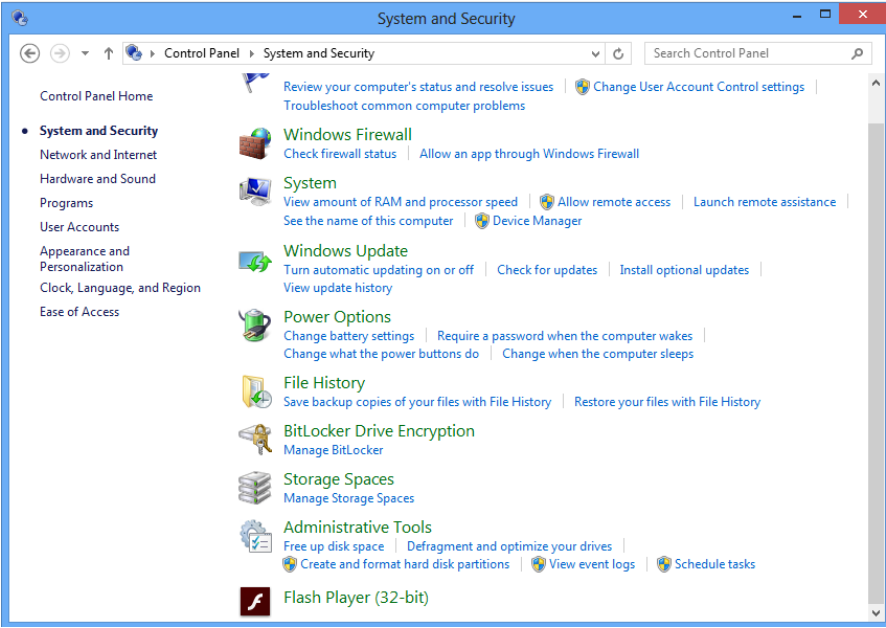 System and Security
Control Panel System and Security
Search Control Panel
Control Panel Home
System and Security
Network and Internet
Hardware and Sound
Programs
User Accounts
Appearance and
Personalization
Clock, Language, and Region
Ease of Access
Review your computer's status and resolve issues Change User Account Control settings
Troubleshoot common computer problems
Windows Firewall
Check firewall status Allow an app through Windows Firewall
System
View amount of RAM and processor speed Allow remote access Launch remote assistance
See the name of this computer Device Manager
Windows Update
Turn automatic updating on or off Check for updates Install optional updates
View update history
Power Options
Change battery settings Require a password when the computer wakes
Change what the power buttons do Change when the computer sleeps
File History
Save backup copies of your files with File History Restore your files with File History
BitLocker Drive Encryption
Manage BitLocker
Storage Spaces
Manage Storage Spaces
Administrative Tools
Free up disk space Defragment and optimize your drives
Create and format hard disk partitions View event logs Schedule tasks
Flash Player (32-bit)